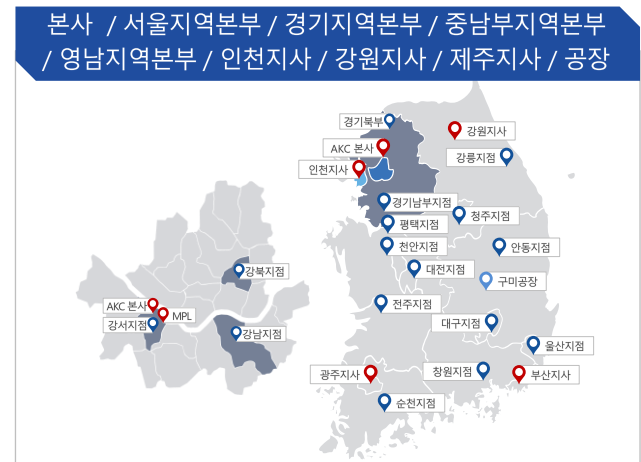 본사 / 서울지역본부 / 경기지역본부 / 중남부지역본부
/ 영남지역본부 / 인천지사 / 강원지사 / 제주지사 / 공장
경기북부
강원지사
AKC 본사
강릉지점
인천지사
경기남부지점
청주지점
평택지점
천안지점
안동지점
대전지점
강북지점
구미공장
AKC 본사
전주지점
MPL
강서지점
대구지점
강남지점
울산지점
광주지사
창원지점
부산지사
순천지점